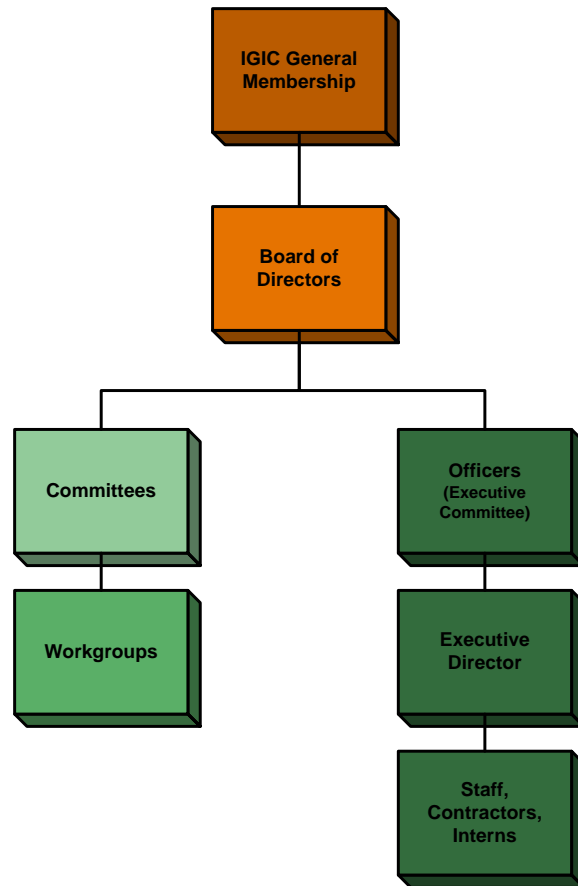 IGIC General
Membership
Board of
Directors
Committees
Officers
(Executive
Committee)
Workgroups
Executive
Director
Staff,
Contractors,
Interns